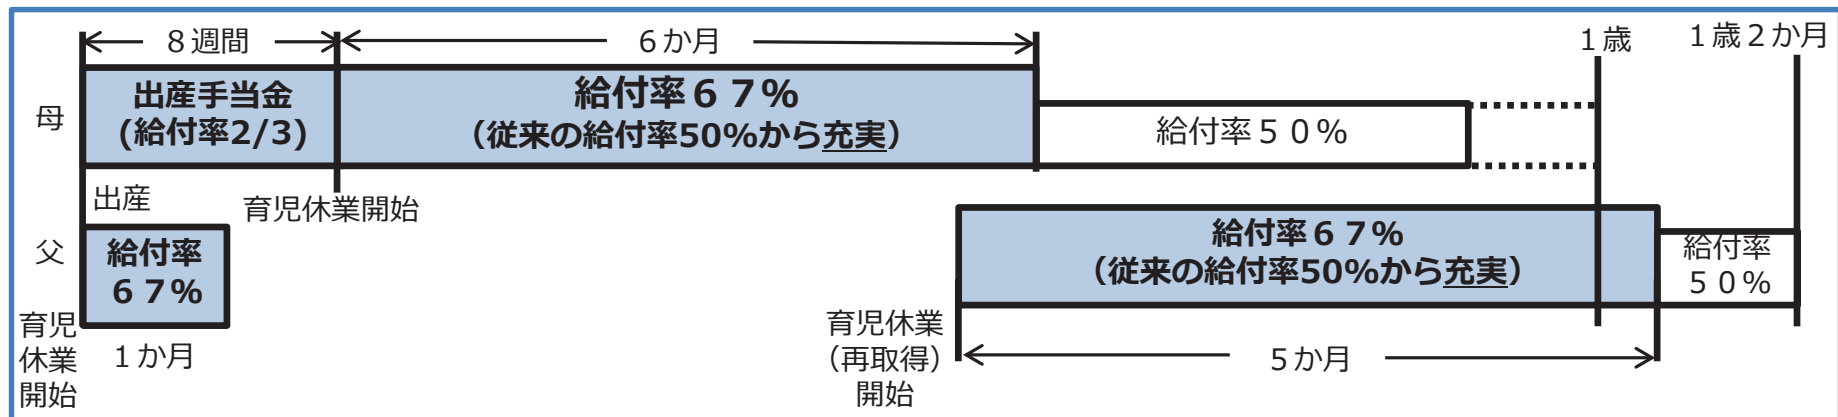 ８週間
６か月
１歳
１歳２か月
母
出産手当金
(給付率2/3)
給付率６７%
（従来の給付率50%から充実）
給付率５０%
出産
育児休業開始
父
給付率
６７%
給付率６７%
（従来の給付率50%から充実）
給付率
５０%
育児
休業
開始
１か月
育児休業
（再取得）
開始
５か月